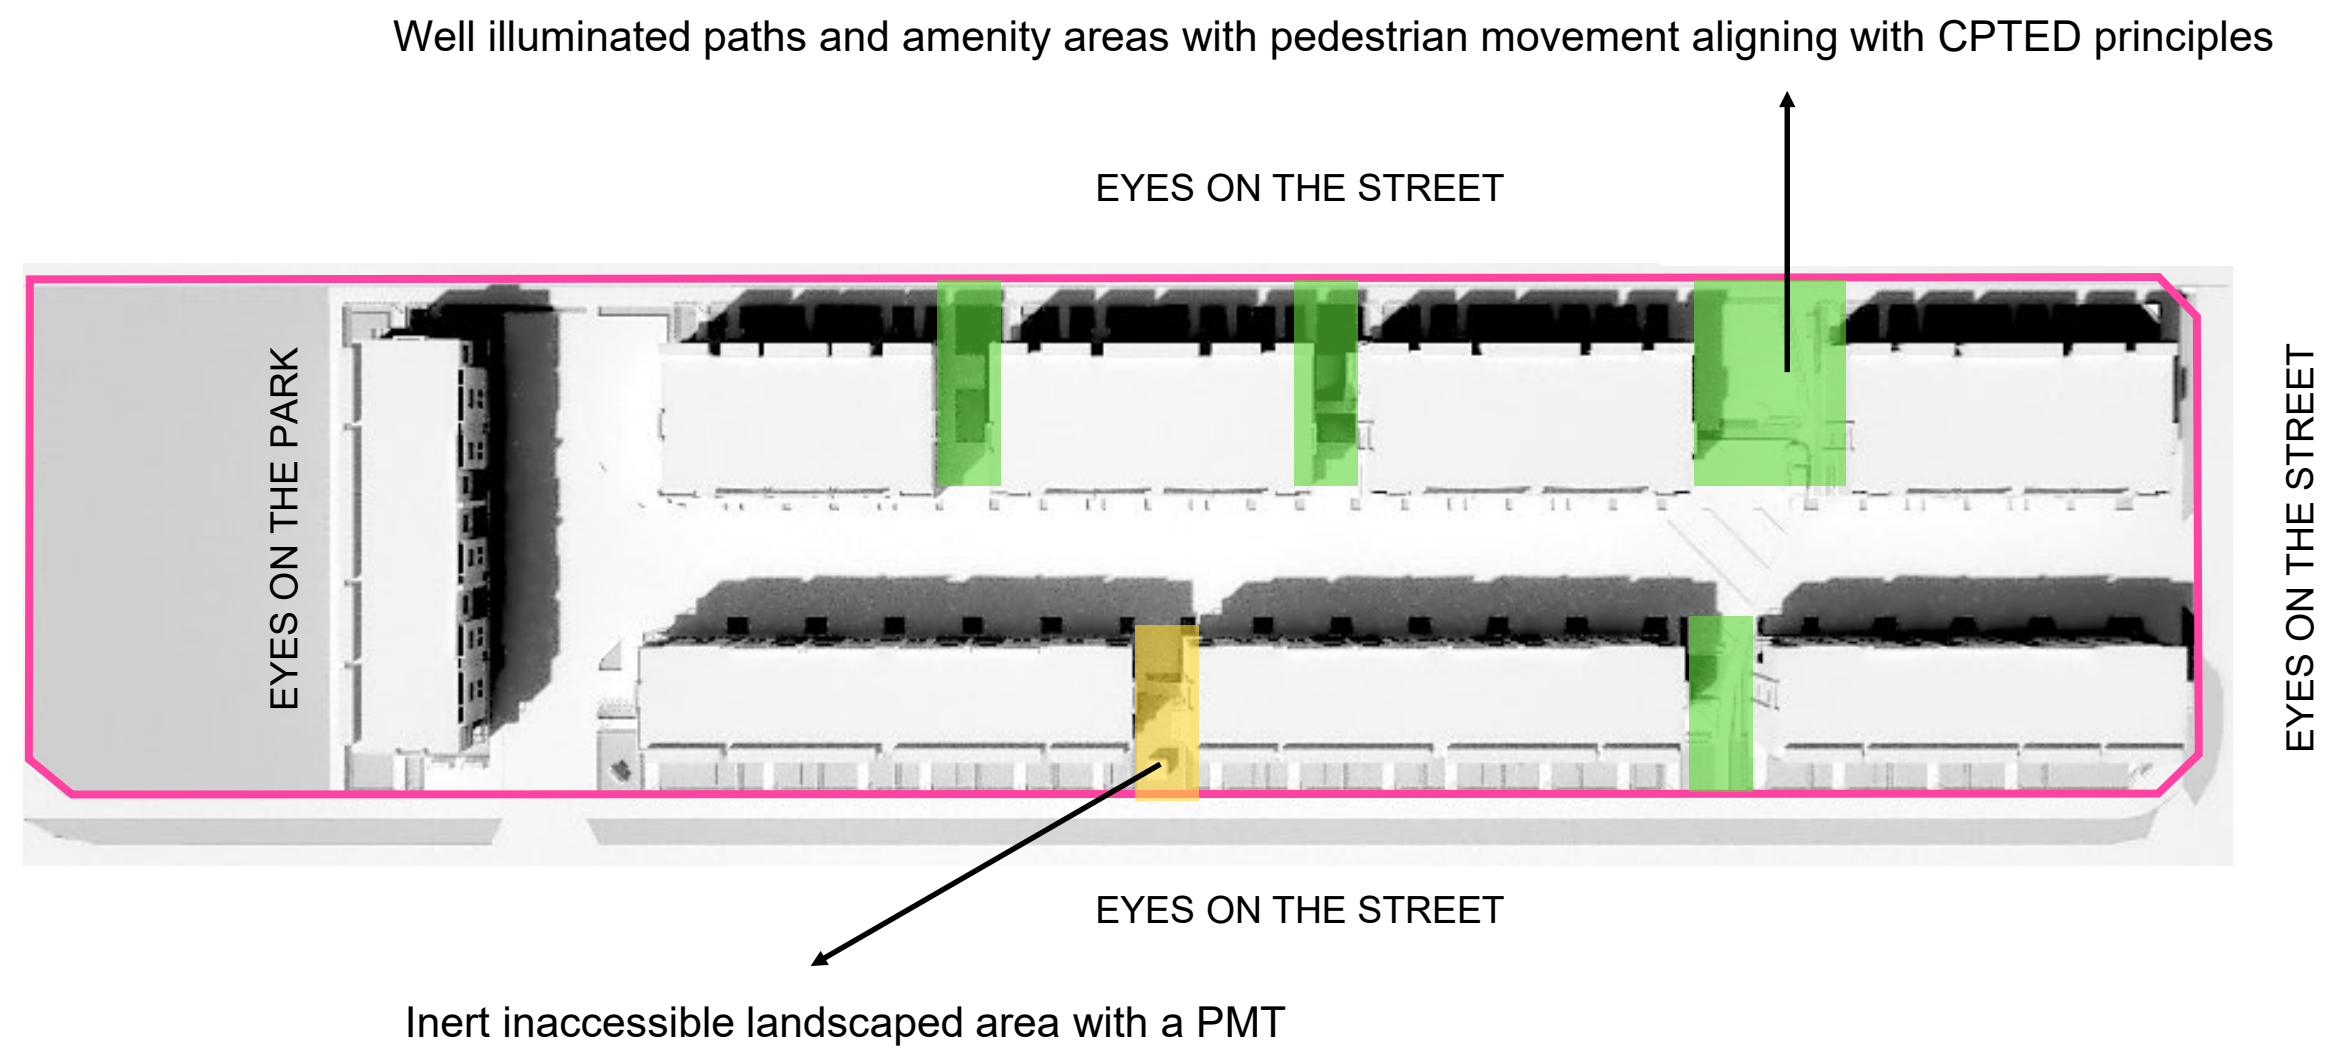 Well illuminated paths and amenity areas with pedestrian movement aligning with CPTED principles
EYES ON THE STREET
EYES ON THE PARK
EYES ON THE STREET
EYES ON THE STREET
Inert inaccessible landscaped area with a PMT